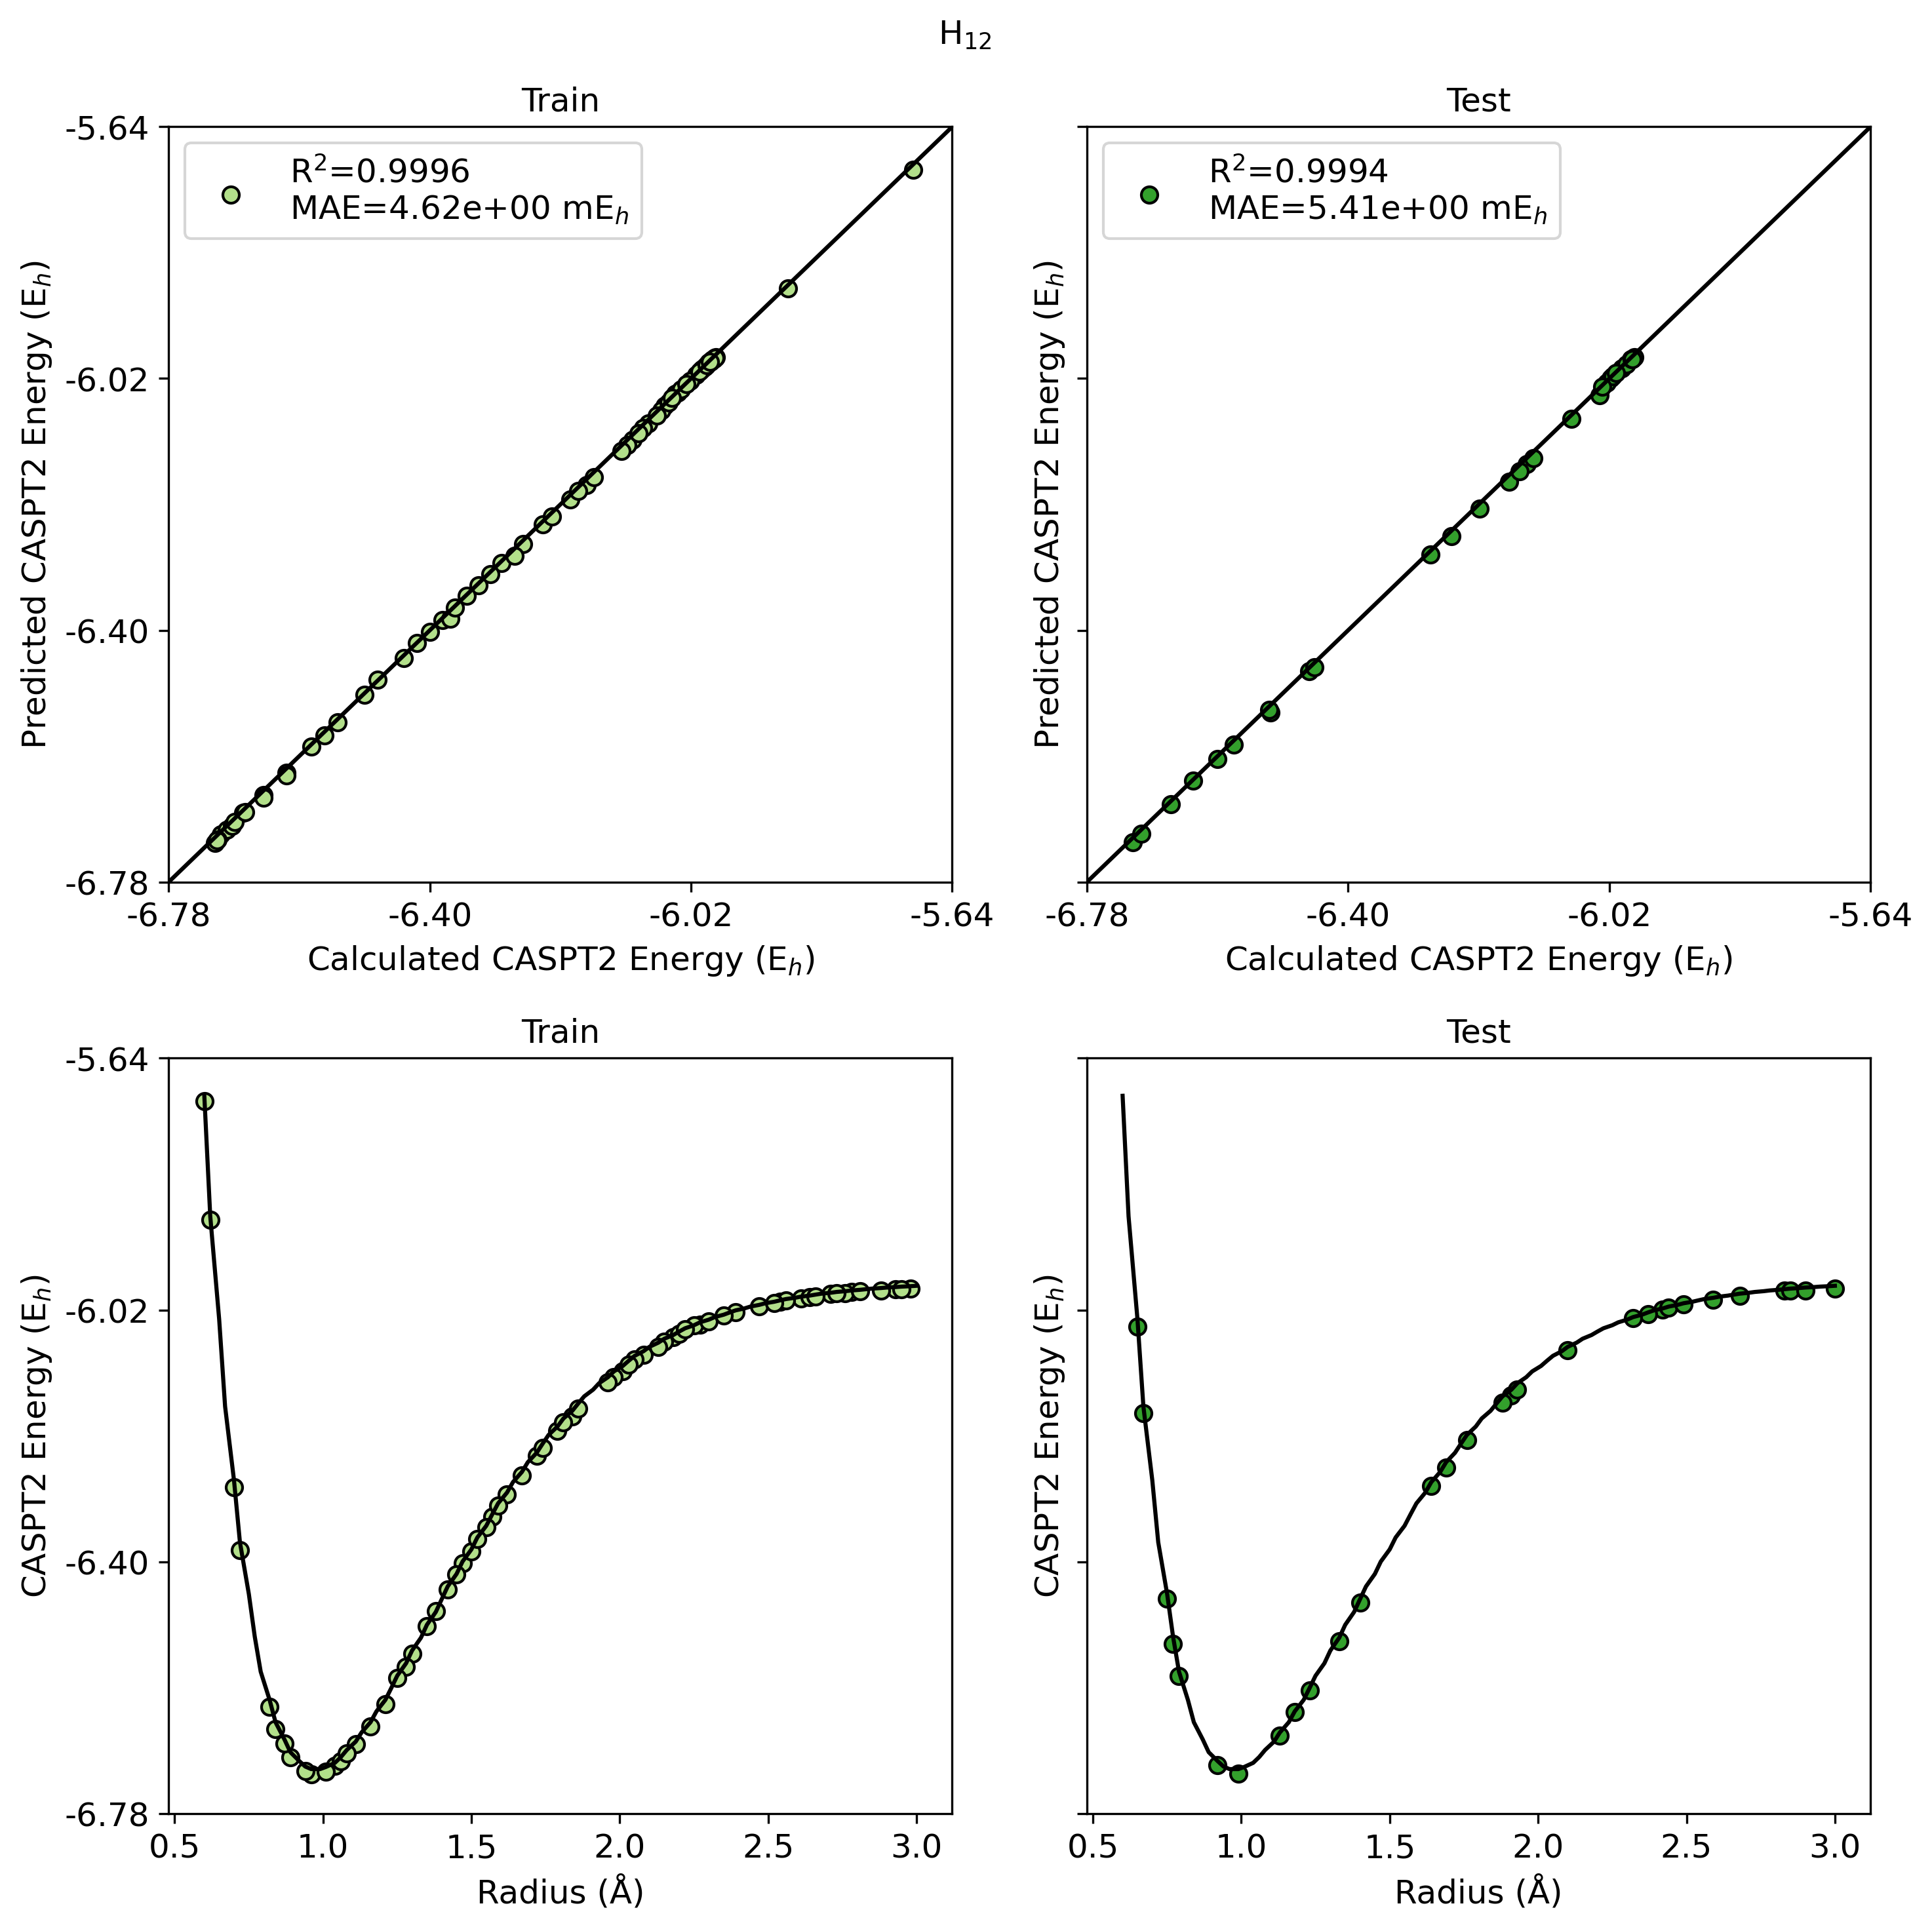 H₁₂
Train
Test
R²=0.9996
MAE=4.62e+00 mEₕ
R²=0.9994
MAE=5.41e+00 mEₕ
Predicted CASPT2 Energy (Eₕ)
-5.64
-6.02
-6.40
-6.78
-6.78 -6.40 -6.02 -5.64
Calculated CASPT2 Energy (Eₕ)
Predicted CASPT2 Energy (Eₕ)
-6.78 -6.40 -6.02 -5.64
Calculated CASPT2 Energy (Eₕ)
Train
Test
CASPT2 Energy (Eₕ)
-5.64
-6.02
-6.40
-6.78
0.5 1.0 1.5 2.0 2.5 3.0
Radius (Å)
CASPT2 Energy (Eₕ)
0.5 1.0 1.5 2.0 2.5 3.0
Radius (Å)